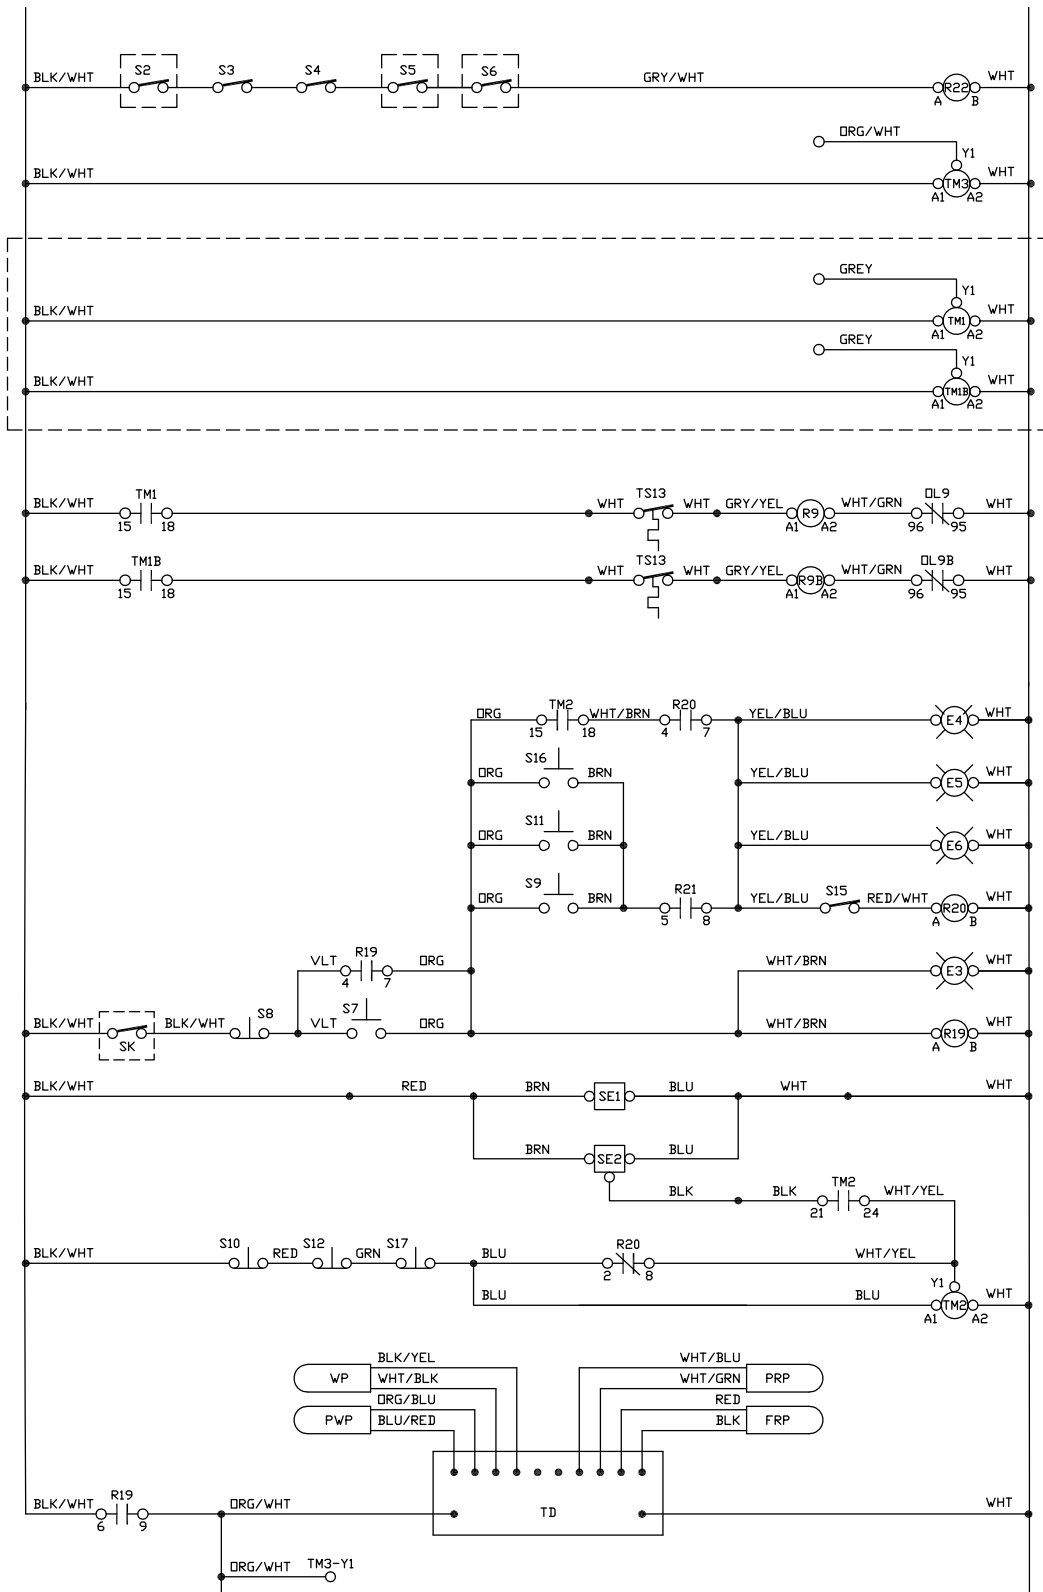 BLK/WHT S2 S3 S4 S5 S6 GRY/WHT R22 WHT
A B
ORG/WHT
Y1
BLK/WHT TM3 WHT
A1 A2
GREY
Y1
BLK/WHT TM1 WHT
A1 A2
GREY
Y1
BLK/WHT TM1B WHT
A1 A2
BLK/WHT TM1 WHT TS13 WHT GRY/YEL R9 WHT/GRN OL9 WHT
15 18 A1 A2 96 95
BLK/WHT TM1B WHT TS13 WHT GRY/YEL R9B WHT/GRN OL9B WHT
15 18 A1 A2 96 95
ORG TM2 WHT/BRN R20 YEL/BLU E4 WHT
15 18 4 7
S16
ORG BRN YEL/BLU E5 WHT
S11
ORG BRN YEL/BLU E6 WHT
S9 R21 S15
ORG BRN YEL/BLU RED/WHT R20 WHT
5 8 A B
VLT R19 ORG WHT/BRN E3 WHT
4 7
BLK/WHT SK BLK/WHT S8 VLT S7 ORG WHT/BRN R19 WHT
A B
BLK/WHT RED BRN SE1 BLU WHT WHT
BRN SE2 BLU
BLK BLK TM2 WHT/YEL
21 24
BLK/WHT S10 RED S12 GRN S17 BLU R20 WHT/YEL
2 8
Y1
BLU BLU TM2 WHT
A1 A2
BLK/YEL WHT/BLU
WP WHT/BLK WHT/GRN PRP
ORG/BLU RED
PWP BLU/RED BLK FRP
BLK/WHT R19 ORG/WHT TD WHT
6 9
ORG/WHT TM3-Y1